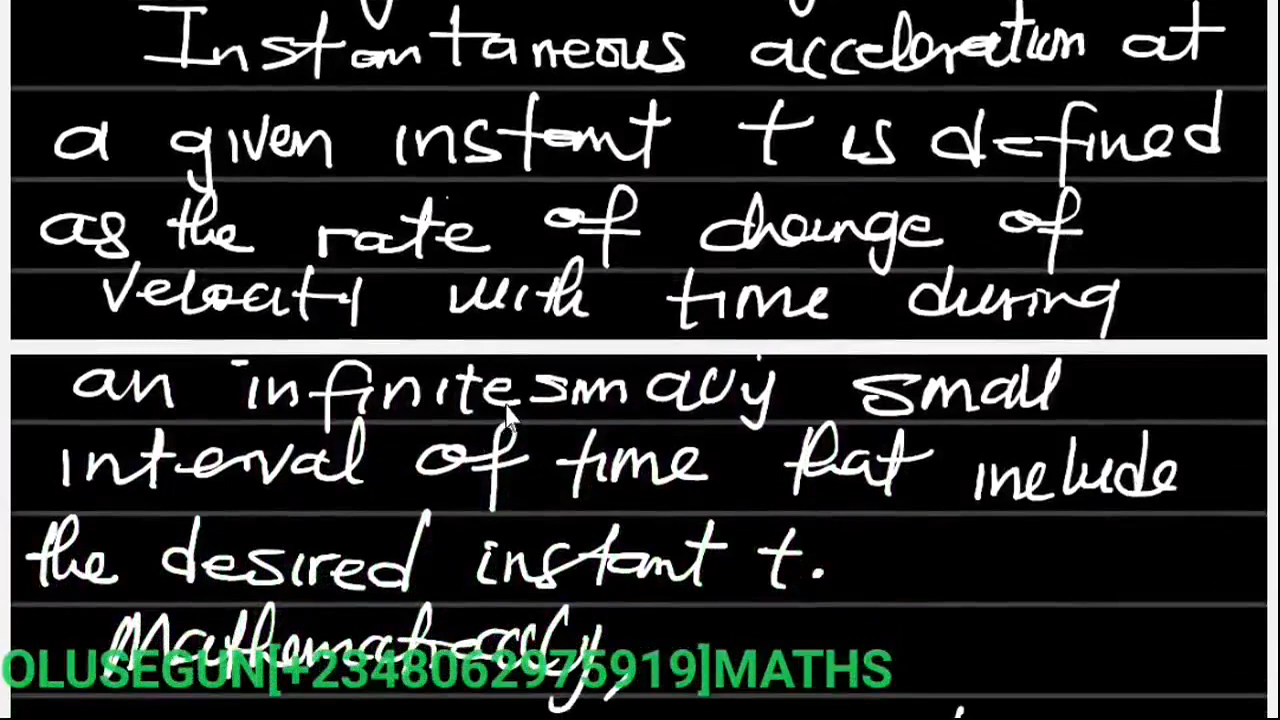 Instantaneous acceleration at
a given instant t is defined
as the rate of change of
velocity with time during
an infinitesmally small
interval of time that include
the desired instant t.
Mathematically,
OLUSEGUN[+2348062975919]MATHS